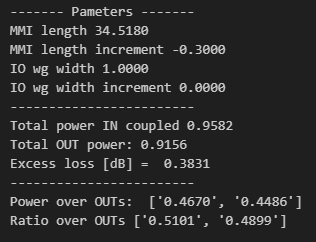 ------- Pameters -------
MMI length 34.5180
MMI length increment -0.3000
IO wg width 1.0000
IO wg width increment 0.0000
------------------------
Total power IN coupled 0.9582
Total OUT power: 0.9156
Excess loss [dB] =  0.3831
------------------------
Power over OUTs:  ['0.4670', '0.4486']
Ratio over OUTs ['0.5101', '0.4899']